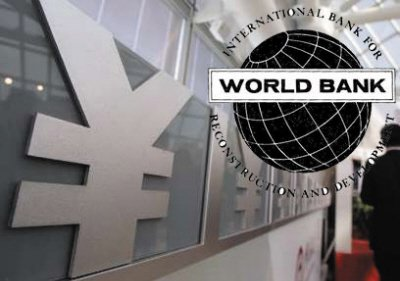 ¥
INTERNATIONAL BANK FOR
WORLD BANK
RECONSTRUCTION AND DEVELOPMENT